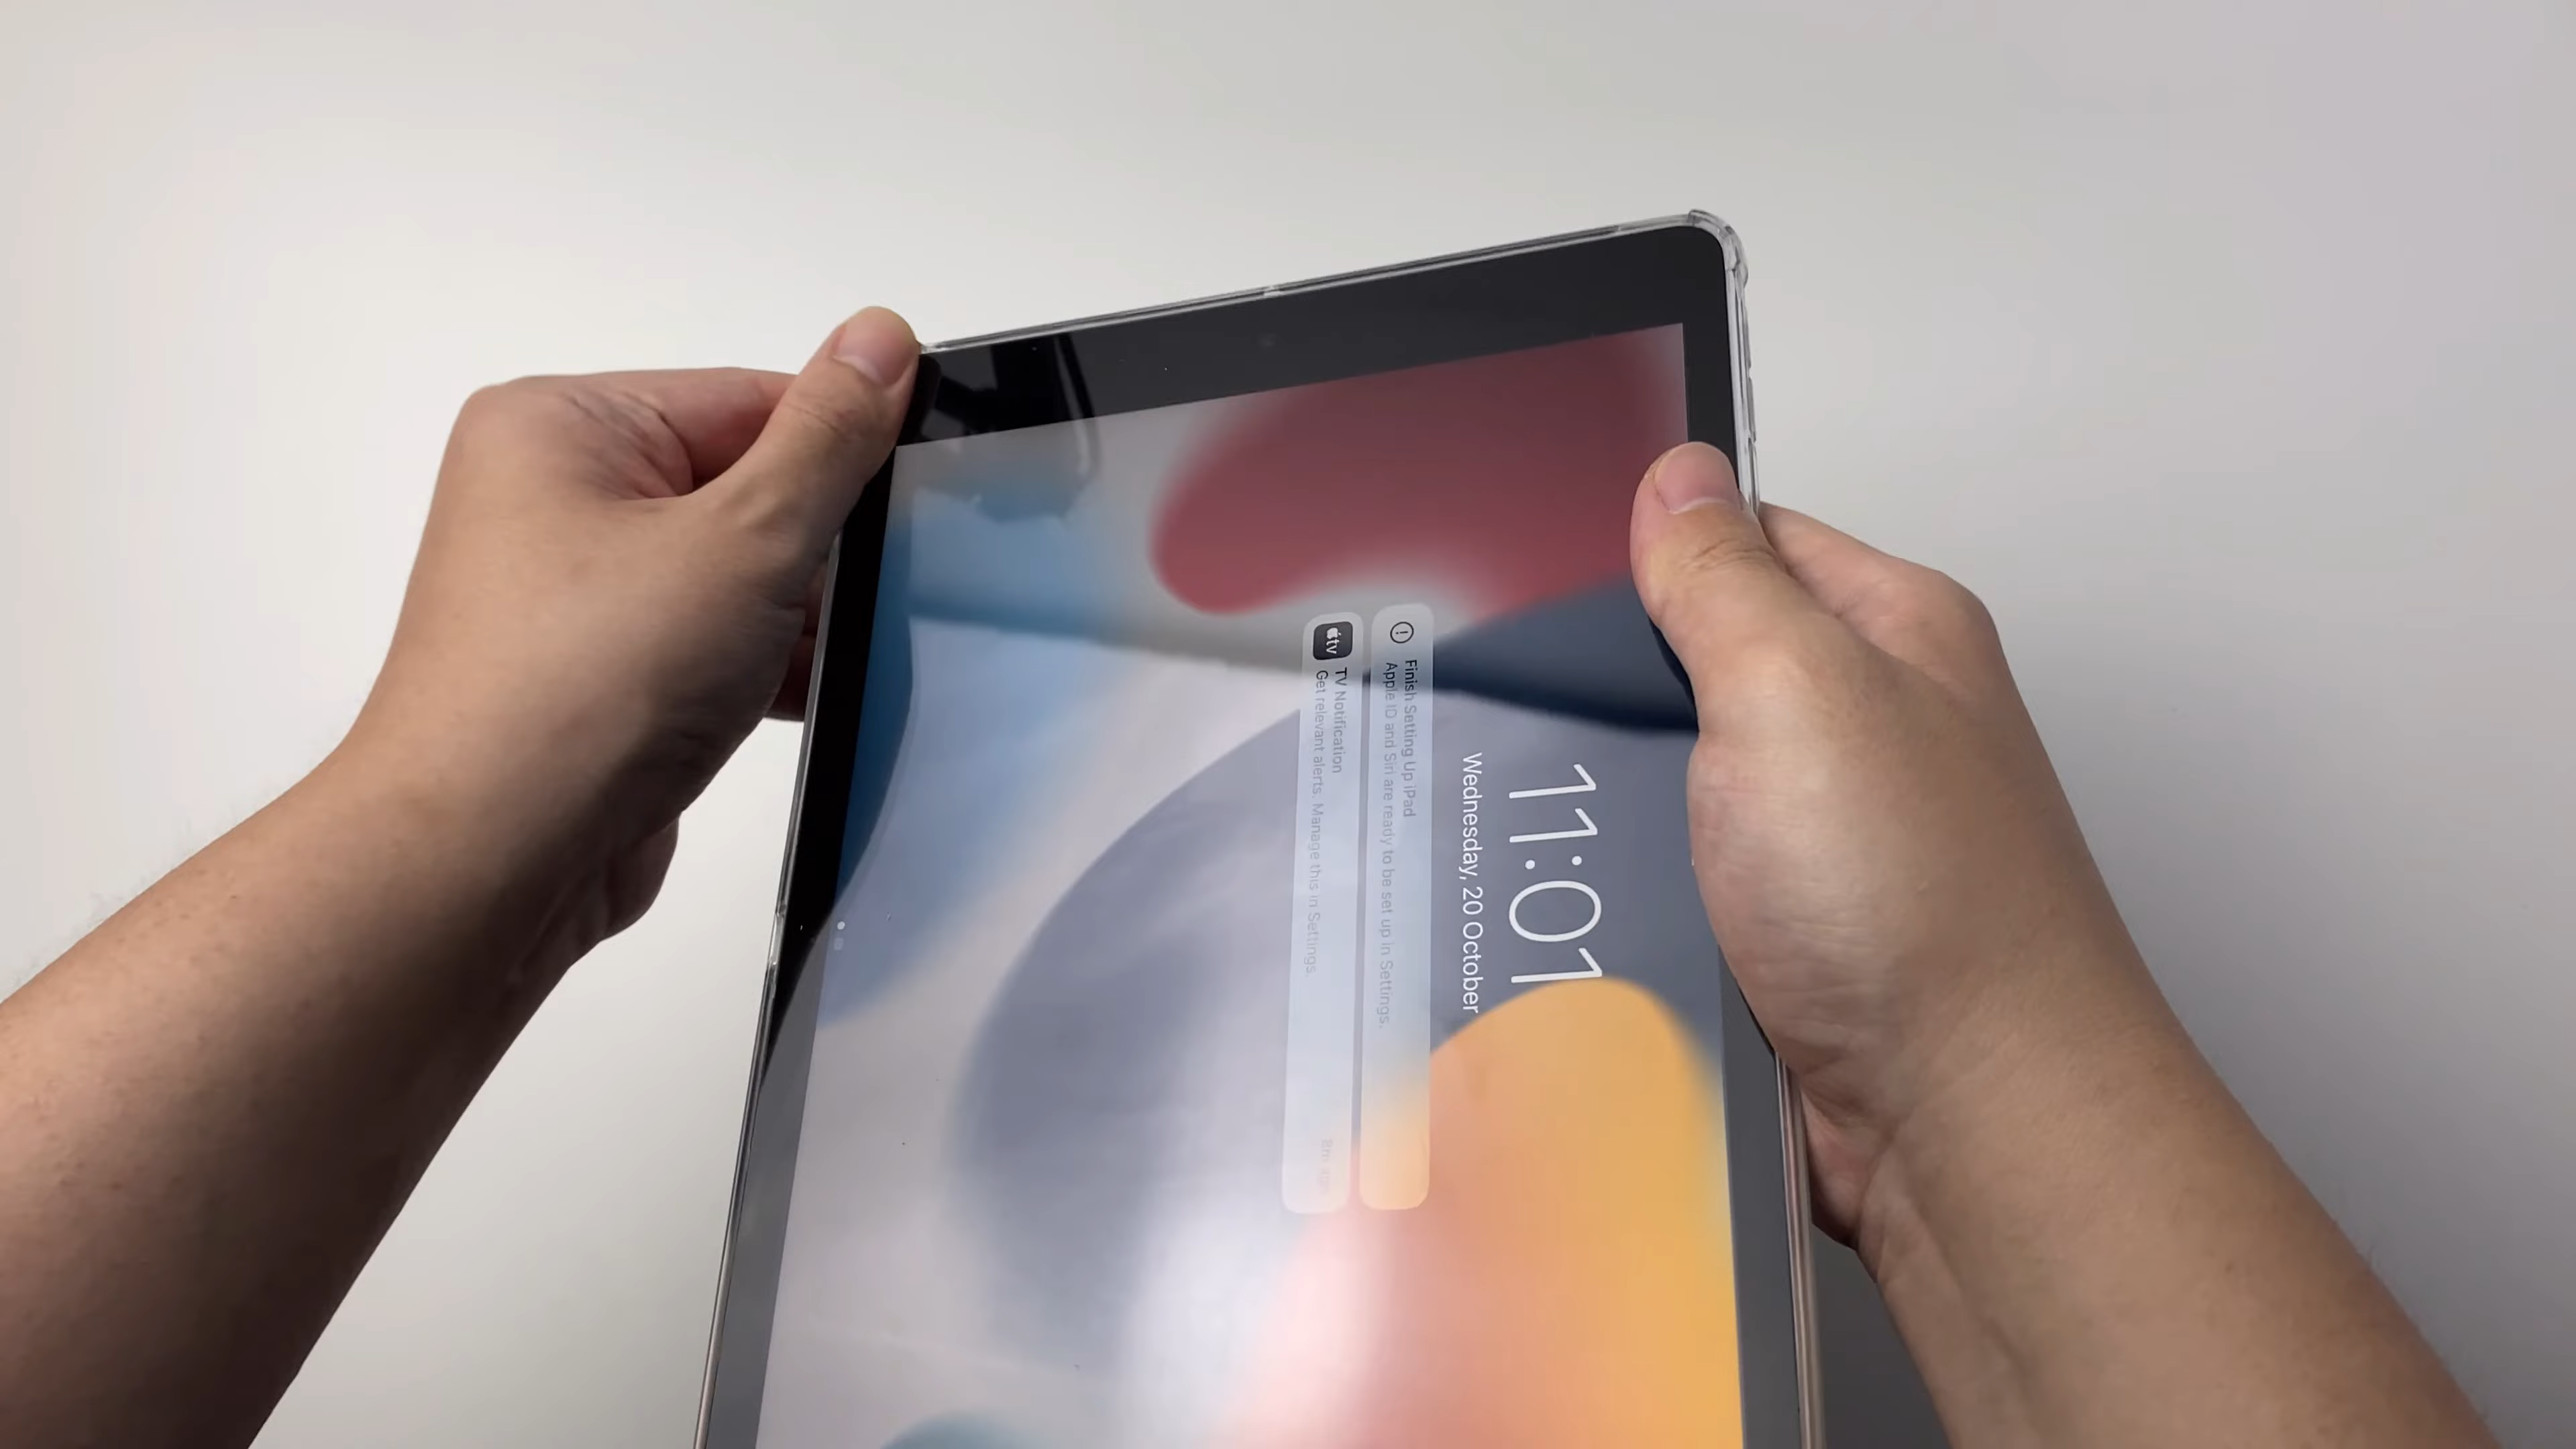 11:01
Wednesday, 20 October
Finish Setting Up iPad
Apple ID and Siri are ready to be set up in Settings.
tv
TV Notification
Get relevant alerts. Manage this in Settings.